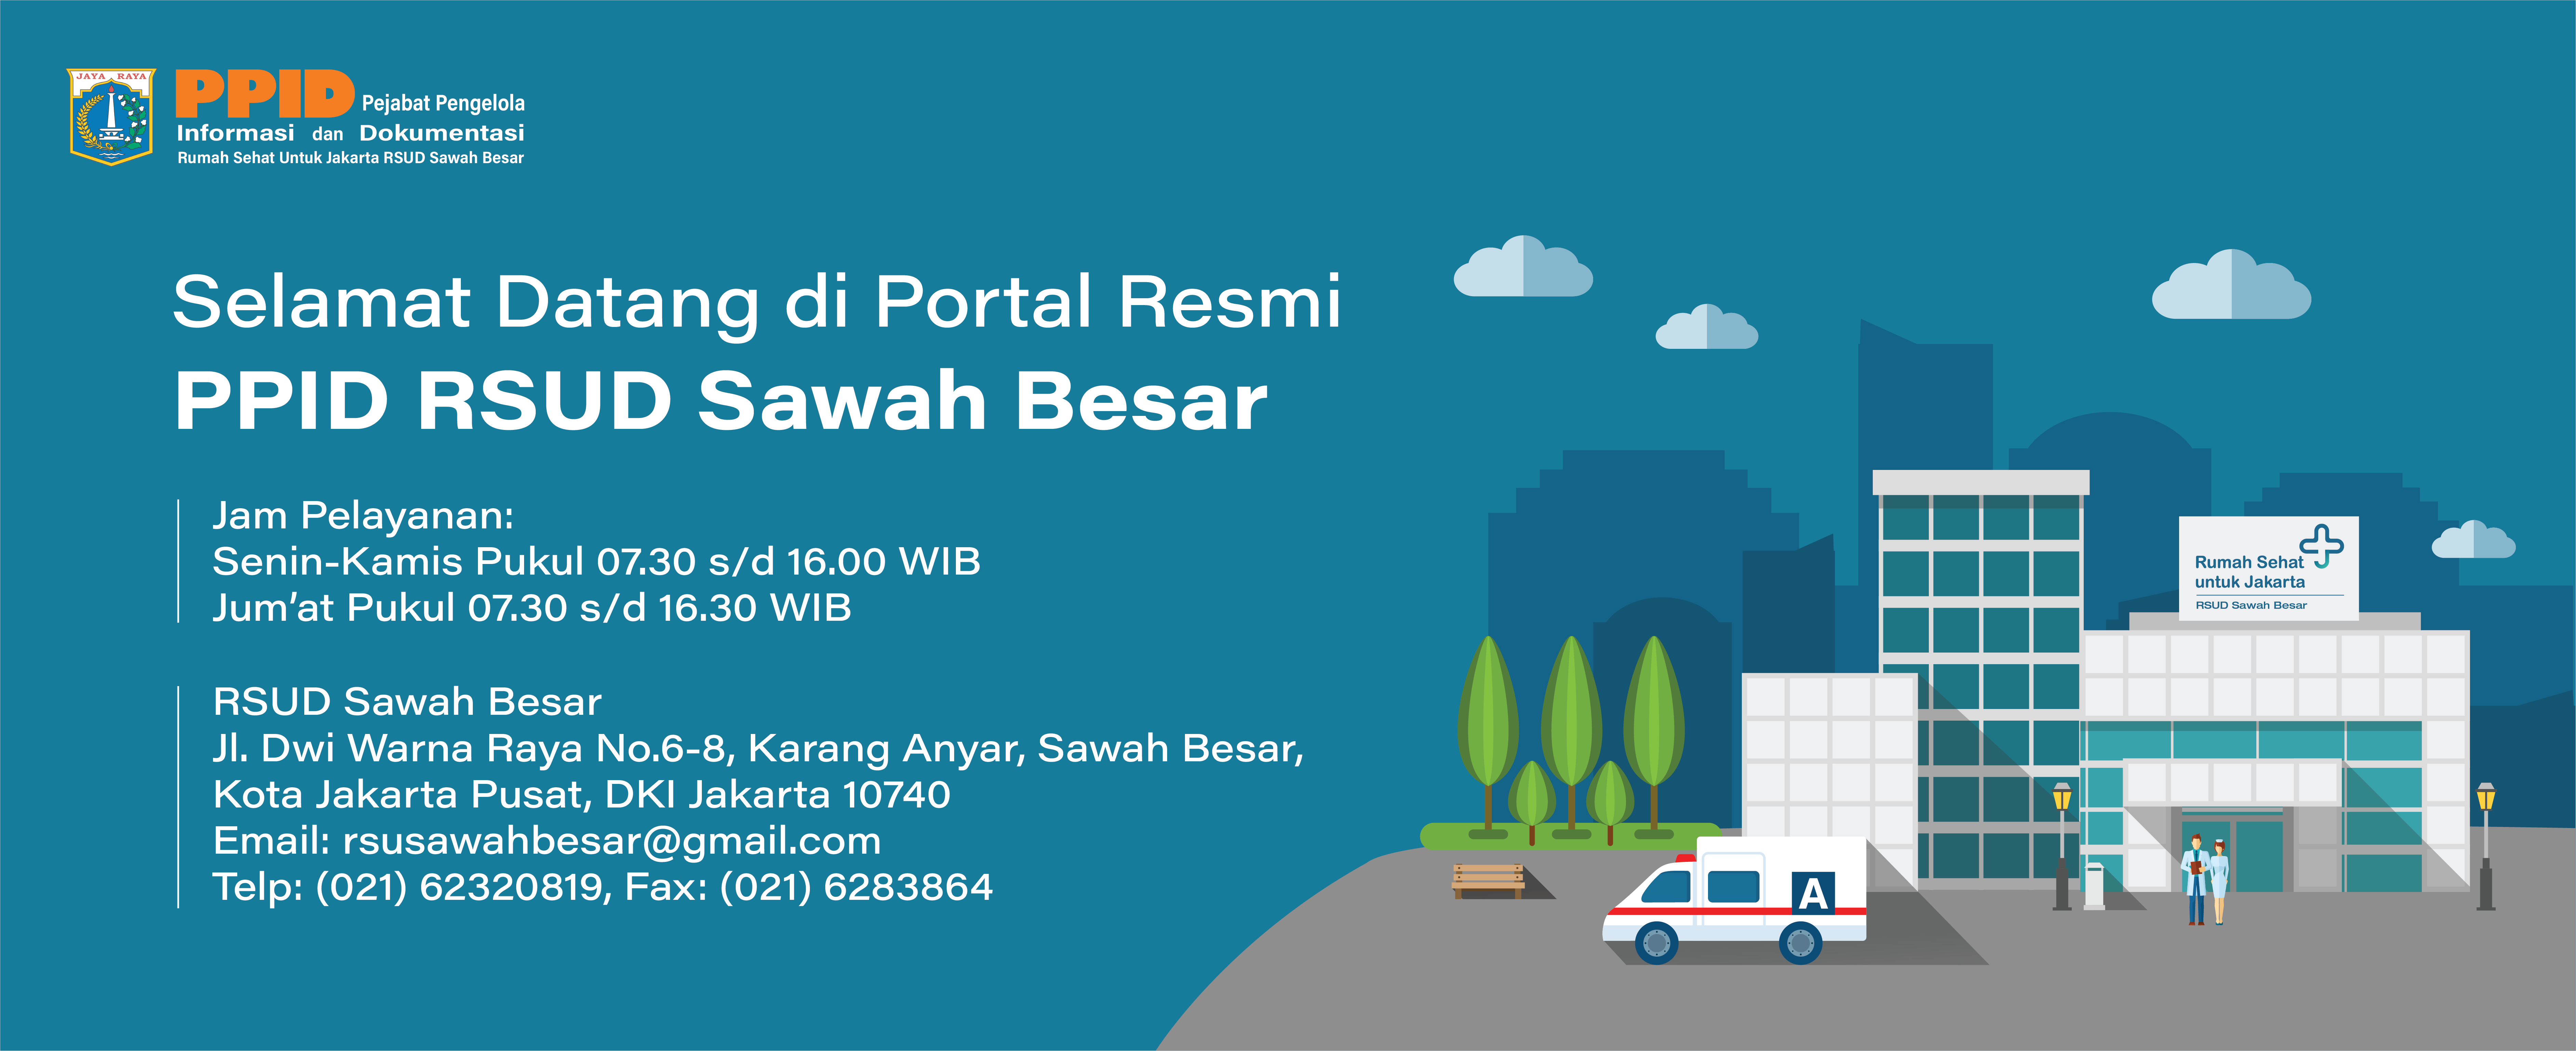 JAYA RAYA
PPID Pejabat Pengelola
Informasi dan Dokumentasi
Rumah Sehat Untuk Jakarta RSUD Sawah Besar
Selamat Datang di Portal Resmi
PPID RSUD Sawah Besar
Jam Pelayanan:
Senin-Kamis Pukul 07.30 s/d 16.00 WIB
Jum’at Pukul 07.30 s/d 16.30 WIB
RSUD Sawah Besar
Jl. Dwi Warna Raya No.6-8, Karang Anyar, Sawah Besar,
Kota Jakarta Pusat, DKI Jakarta 10740
Email: rsusawahbesar@gmail.com
Telp: (021) 62320819, Fax: (021) 6283864
Rumah Sehat
untuk Jakarta
RSUD Sawah Besar
A